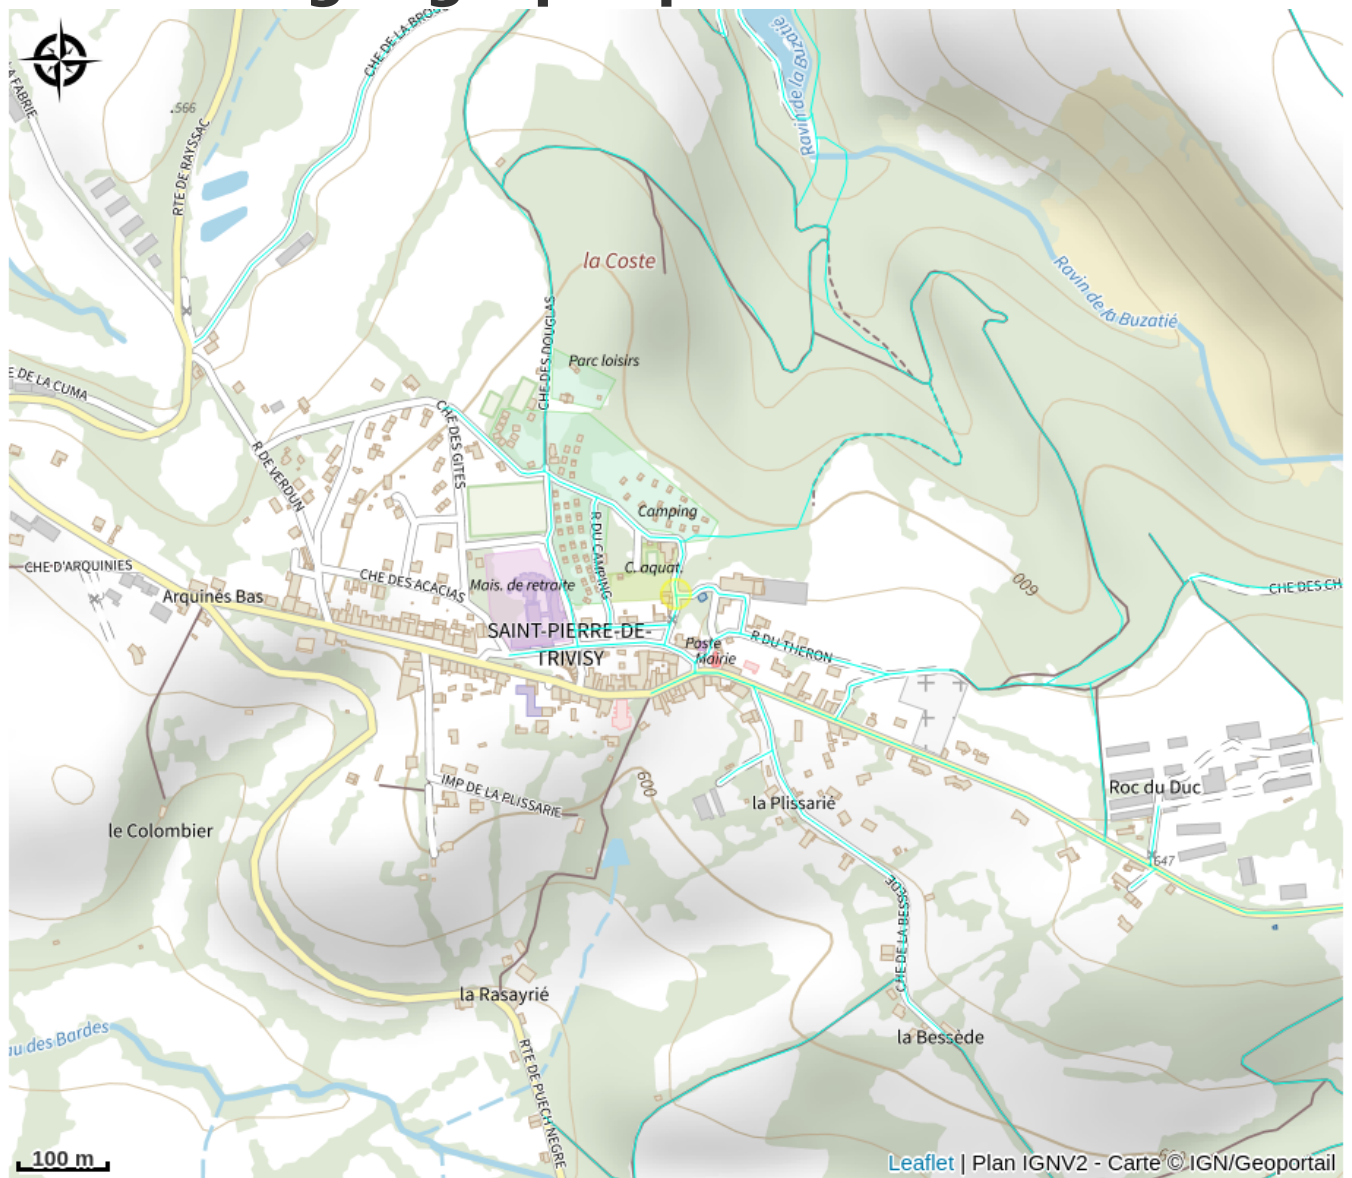 CHE DE LA BROU
LA FABRIE
.566
RTE DE RAYSSAC
Ravin de la Buzatié
la Coste
Ravin de la Buzatié
CHE DES DOUGLAS
Parc loisirs
E DE LA CUMA
CHE DES GITES
R DE VERDUN
Camping
R DU CAMPING
C. aquat.
CHE-D'ARQUINIES
CHE DES ACACIAS
Mais. de retraite
600
CHE DES CH
Arquinés Bas
SAINT-PIERRE-DE-
TRIVISY
Poste
Mairie
R DU THERON
600
IMP DE LA PLISSARIE
la Plissarié
Roc du Duc
le Colombier
647
CHE DE LA BESSEDE
la Rasayrié
au des Bardes
la Bessède
RTE DE PUECH NEGRE
100 m
Leaflet | Plan IGNV2 - Carte © IGN/Geoportail